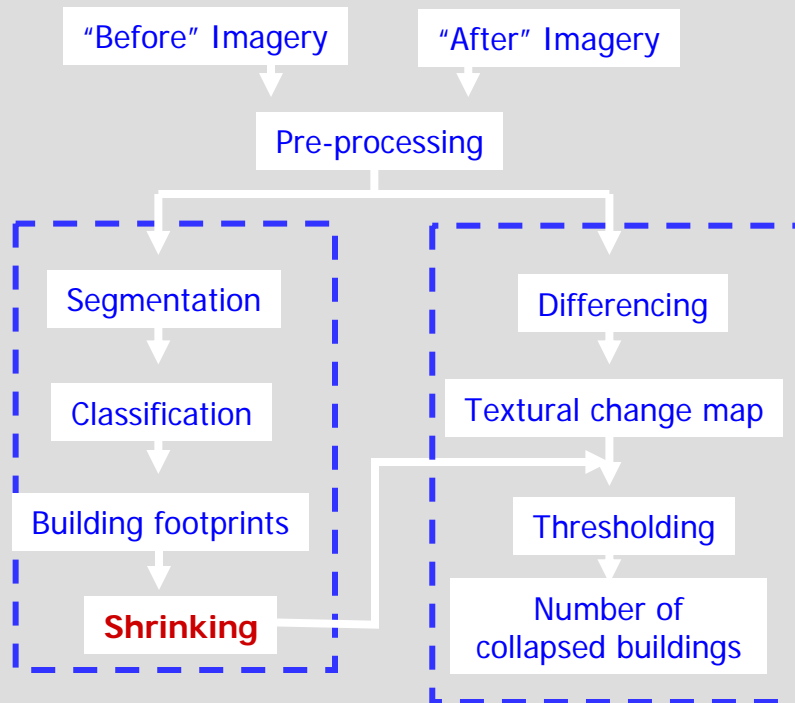 “Before” Imagery
“After” Imagery
Pre-processing
Segmentation
Classification
Building footprints
Shrinking
Differencing
Textural change map
Thresholding
Number of
collapsed buildings